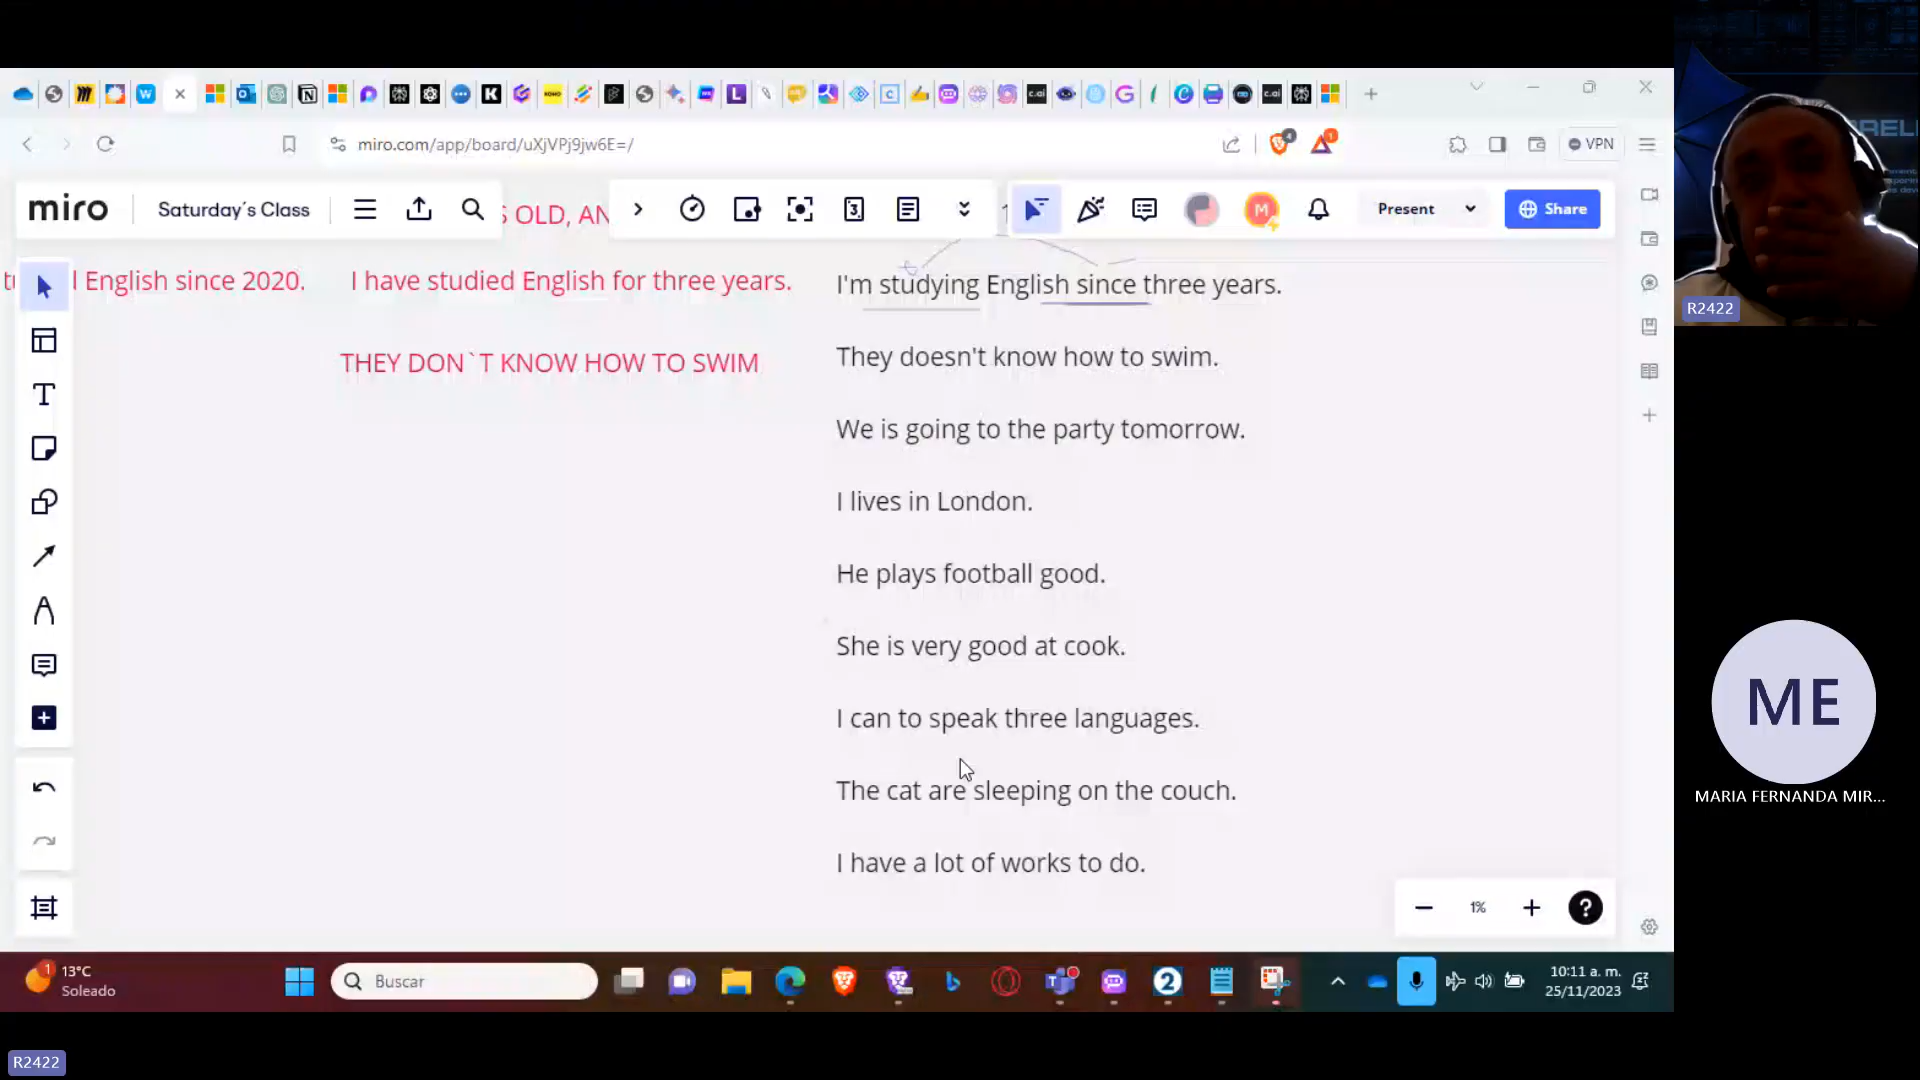 miro.com/app/board/uXjVPj9jw6E=/
VPN
miro
Saturday's Class
S OLD, AN
Present
Share
English since 2020.
I have studied English for three years.
I'm studying English since three years.
THEY DON`T KNOW HOW TO SWIM
They doesn't know how to swim.
We is going to the party tomorrow.
I lives in London.
He plays football good.
She is very good at cook.
I can to speak three languages.
The cat are sleeping on the couch.
I have a lot of works to do.
1%
13°C
Soleado
Buscar
10:11 a. m.
25/11/2023
R2422
ME
MARIA FERNANDA MIR...
R2422